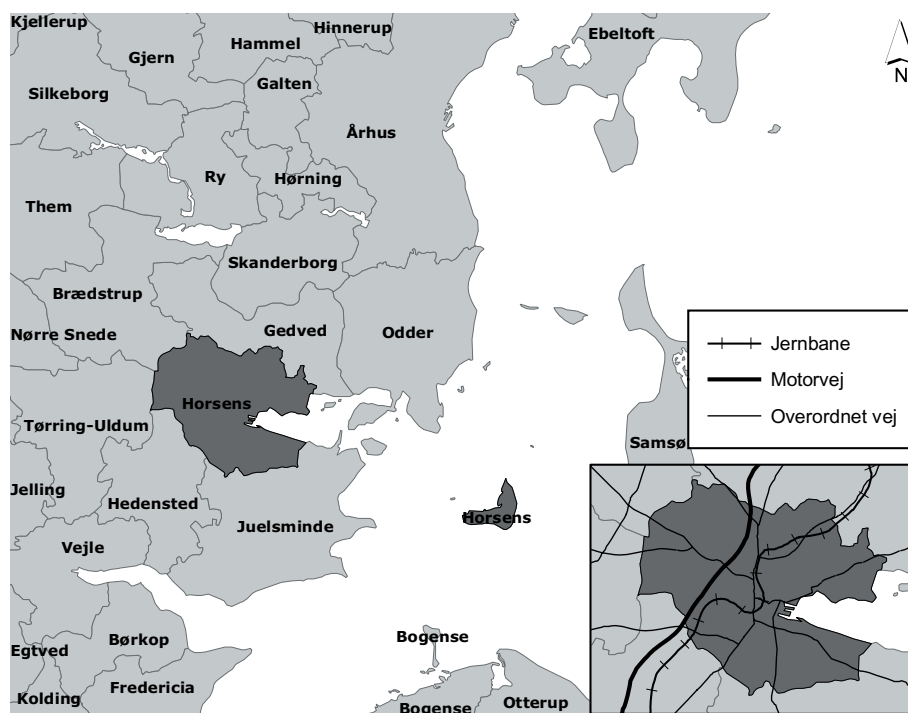 Kjellerup
Hinnerup
Hammel
Ebeltoft
Gjern
Galten
Silkeborg
Århus
N
Ry
Hørning
Them
Skanderborg
Brædstrup
Nørre Snede
Gedved
Odder
Jernbane
Motorvej
Overordnet vej
Horsens
Tørring-Uldum
Samsø
Jelling
Hedensted
Horsens
Juelsminde
Vejle
Børkop
Bogense
Egtved
Fredericia
Kolding
Bogense
Otterup